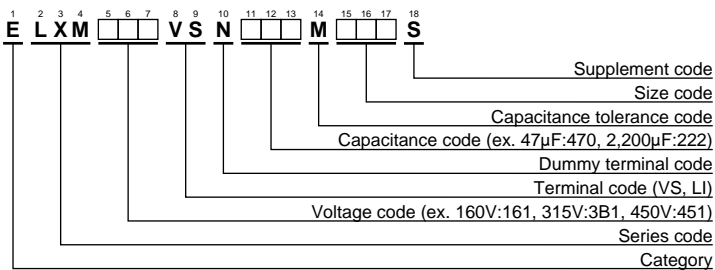 1 2 3 4 5 6 7 8 9 10 11 12 13 14 15 16 17 18
E L X M □□□ V S N □□□ M □□□ S
Supplement code
Size code
Capacitance tolerance code
Capacitance code (ex. 47µF:470, 2,200µF:222)
Dummy terminal code
Terminal code (VS, LI)
Voltage code (ex. 160V:161, 315V:3B1, 450V:451)
Series code
Category